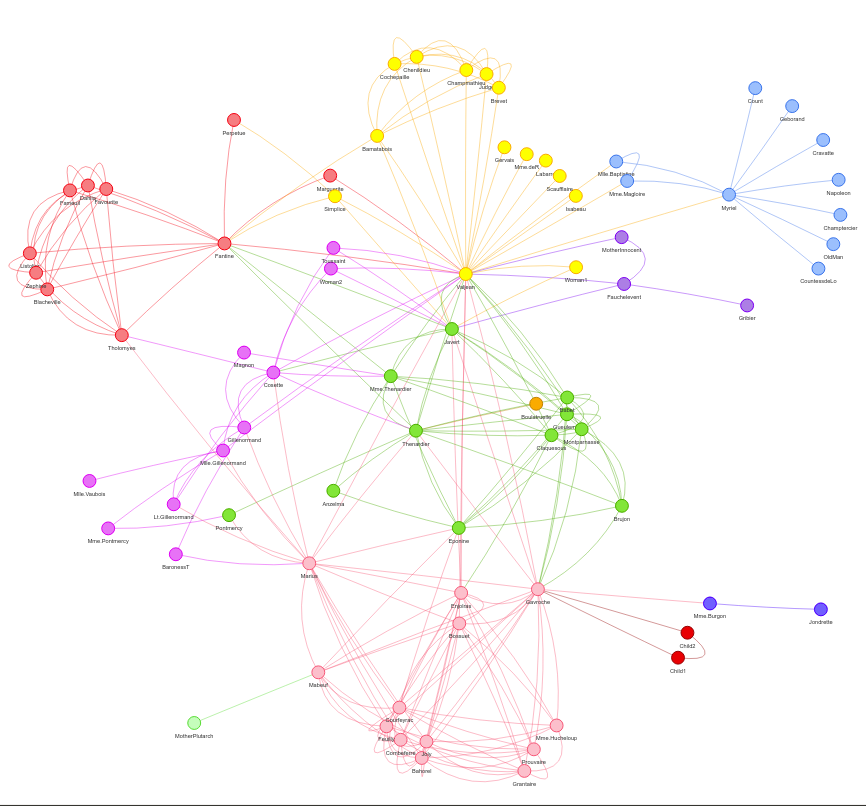 Cochepaille
Chenildieu
Champmathieu
Judge
Brevet
Count
Geborand
Perpetue
Bamatabois
Cravatte
Gervais
Mme.deR
Labarre
Mlle.Baptistine
Scaufflaire
Mme.Magloire
Napoleon
Marguerite
Fameuil
Dahlia
Favourite
Simplice
Isabeau
Myriel
Champtercier
Fantine
Toussaint
MotherInnocent
OldMan
Listolier
Woman2
Valjean
Woman1
CountessdeLo
Zephine
Blacheville
Fauchelevent
Gribier
Tholomyes
Javert
Magnon
Cosette
Mme.Thenardier
Babet
Boulatruelle
Gueulemer
Gillenormand
Thenardier
Montparnasse
Claquesous
Mlle.Gillenormand
Mlle.Vaubois
Anzelma
Lt.Gillenormand
Pontmercy
Brujon
Mme.Pontmercy
Eponine
BaronessT
Marius
Enjolras
Gavroche
Mme.Burgon
Jondrette
Bossuet
Child2
Child1
Mabeuf
Courfeyrac
MotherPlutarch
Feuilly
Combeferre
Joly
Mme.Hucheloup
Bahorel
Prouvaire
Grantaire